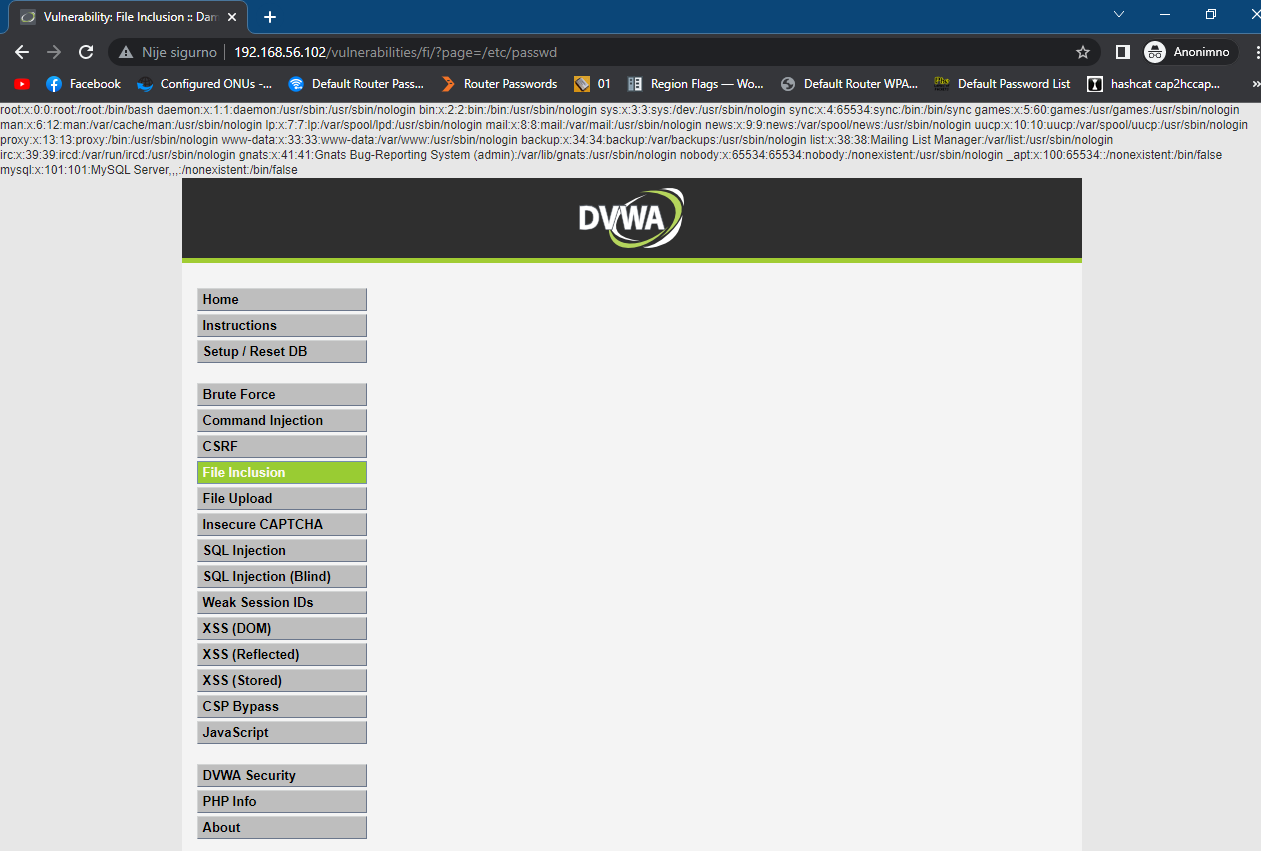 Vulnerability: File Inclusion :: Dam
Nije sigurno 192.168.56.102/vulnerabilities/fi/?page=/etc/passwd Anonimno
Facebook Configured ONUs -... Default Router Pass... Router Passwords 01 Region Flags — Wo... Default Router WPA... Default Password List hashcat cap2hccap...
root:x:0:0:root:/root:/bin/bash daemon:x:1:1:daemon:/usr/sbin:/usr/sbin/nologin bin:x:2:2:bin:/bin:/usr/sbin/nologin sys:x:3:3:sys:/dev:/usr/sbin/nologin sync:x:4:65534:sync:/bin:/bin/sync games:x:5:60:games:/usr/games:/usr/sbin/nologin
man:x:6:12:man:/var/cache/man:/usr/sbin/nologin lp:x:7:7:lp:/var/spool/lpd:/usr/sbin/nologin mail:x:8:8:mail:/var/mail:/usr/sbin/nologin news:x:9:9:news:/var/spool/news:/usr/sbin/nologin uucp:x:10:10:uucp:/var/spool/uucp:/usr/sbin/nologin
proxy:x:13:13:proxy:/bin:/usr/sbin/nologin www-data:x:33:33:www-data:/var/www:/usr/sbin/nologin backup:x:34:34:backup:/var/backups:/usr/sbin/nologin list:x:38:38:Mailing List Manager:/var/list:/usr/sbin/nologin
irc:x:39:39:ircd:/var/run/ircd:/usr/sbin/nologin gnats:x:41:41:Gnats Bug-Reporting System (admin):/var/lib/gnats:/usr/sbin/nologin nobody:x:65534:65534:nobody:/nonexistent:/usr/sbin/nologin _apt:x:100:65534::/nonexistent:/bin/false
mysql:x:101:101:MySQL Server,,,:/nonexistent:/bin/false
DVWA
Home
Instructions
Setup / Reset DB
Brute Force
Command Injection
CSRF
File Inclusion
File Upload
Insecure CAPTCHA
SQL Injection
SQL Injection (Blind)
Weak Session IDs
XSS (DOM)
XSS (Reflected)
XSS (Stored)
CSP Bypass
JavaScript
DVWA Security
PHP Info
About